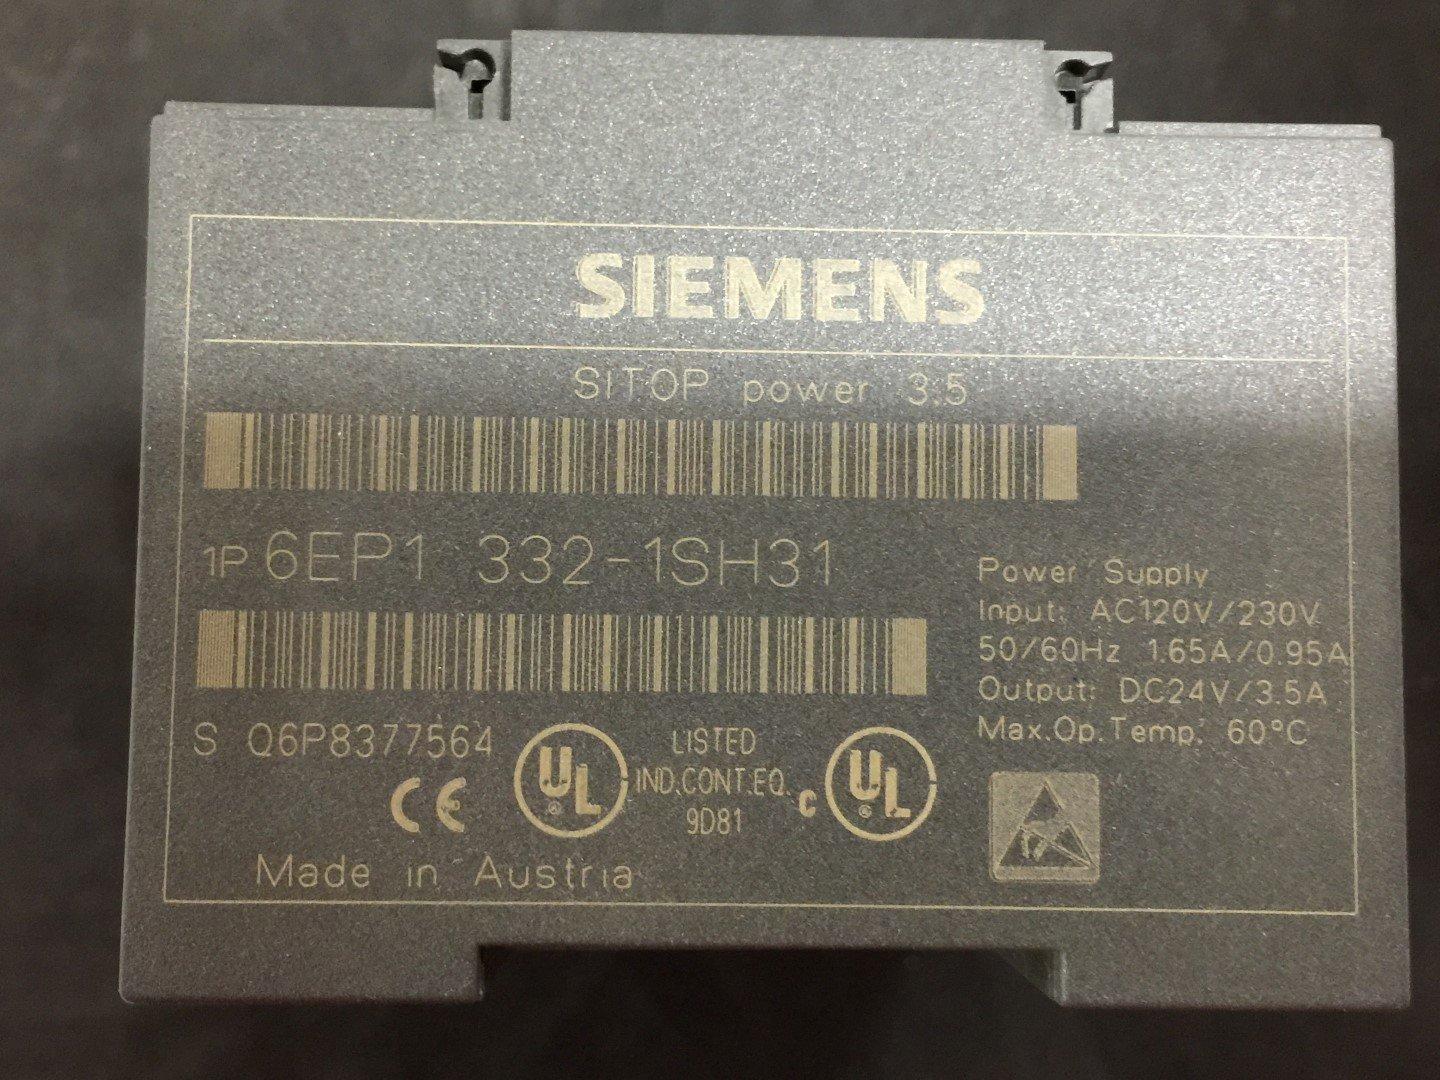 SIEMENS
SITOP power 3.5
1P 6EP1 332-1SH31
Power Supply
Input: AC120V/230V
50/60Hz 1.65A/0.95A
Output: DC24V/3.5A
Max.Op.Temp. 60°C
S Q6P8377564
CE
UL
LISTED
IND.CONT.EQ.
9D81
C UL
Made in Austria